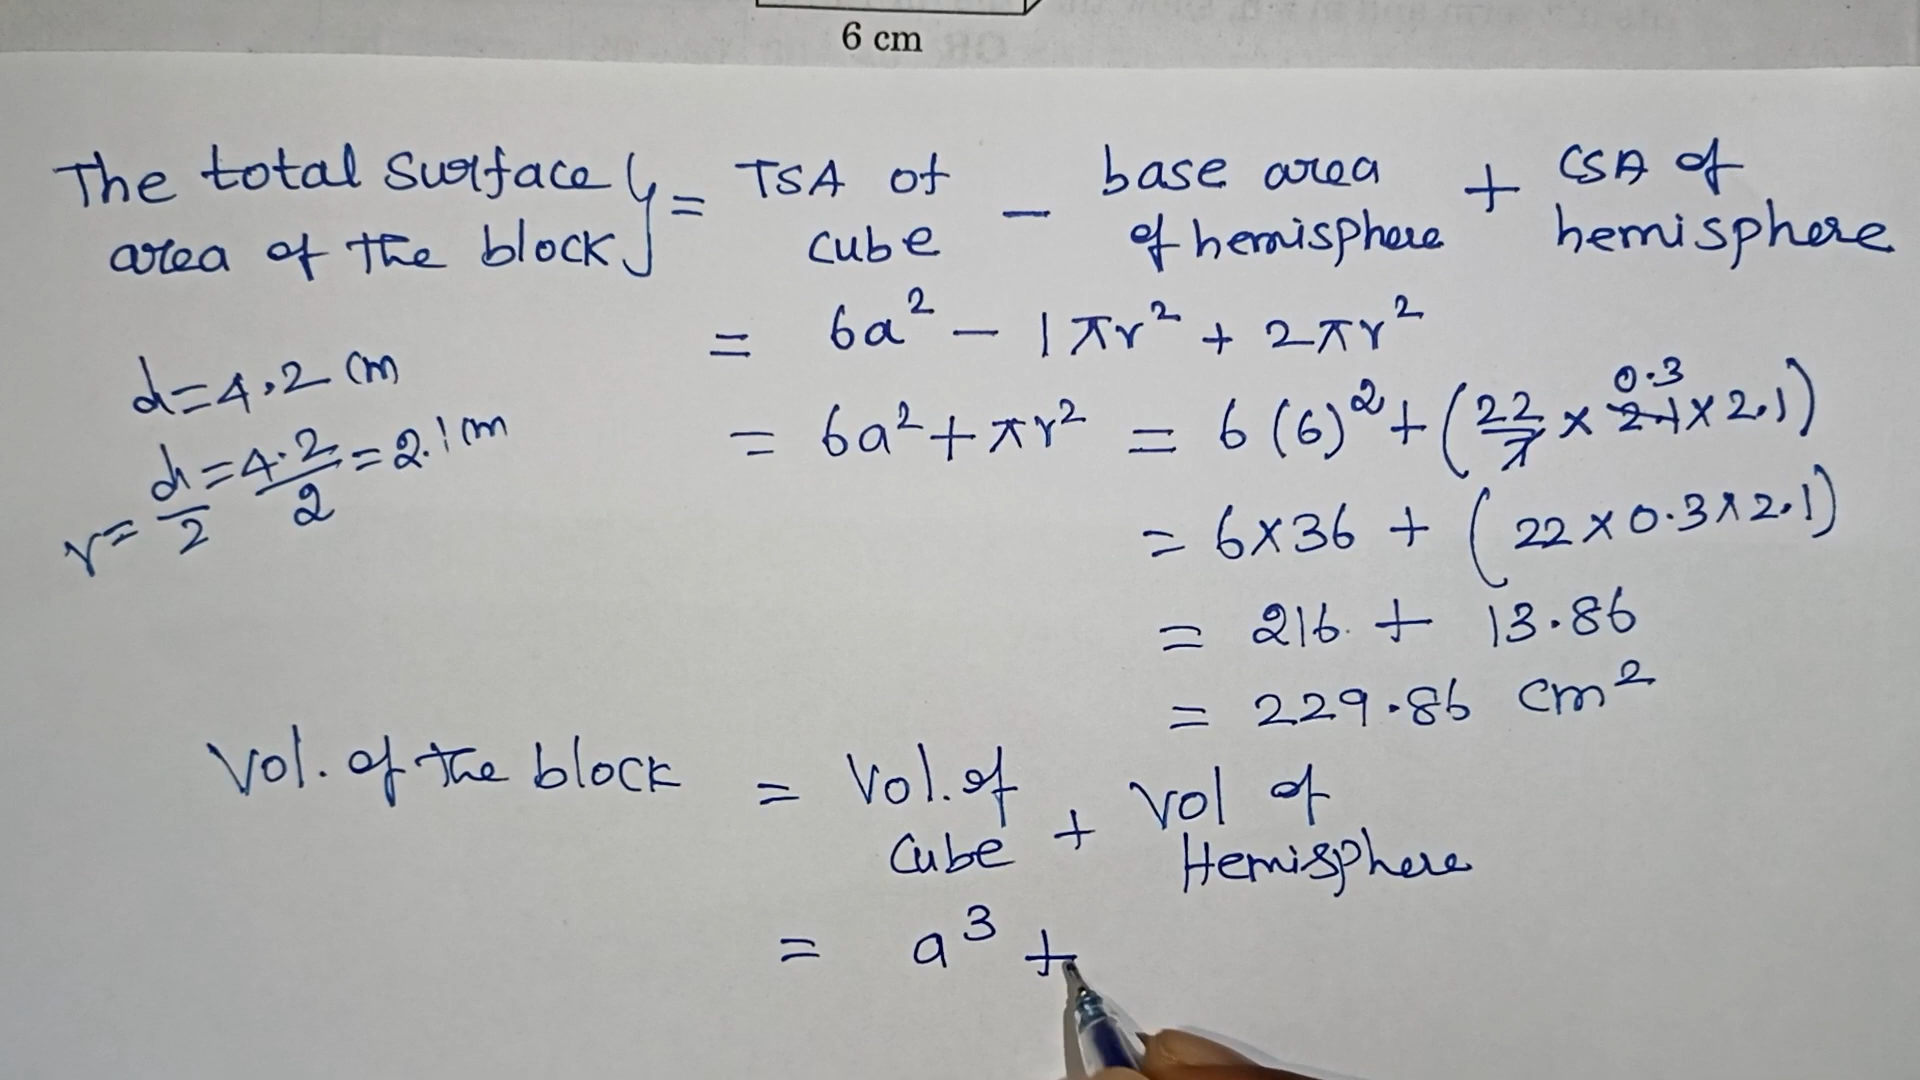 6 cm
The total surface } = TSA of - base area + CSA of
area of the block cube of hemisphere hemisphere
= 6a² - 1πr² + 2πr²
d=4.2 cm
= 6a²+πr² = 6(6)²+(22/7 × 2.1 × 2.1)
0.3
r = d/2 = 4.2/2 = 2.1 cm
= 6×36 + (22×0.3×2.1)
= 216 + 13.86
= 229.86 cm²
Vol. of the block = Vol. of + Vol of
Cube Hemisphere
= a³ +